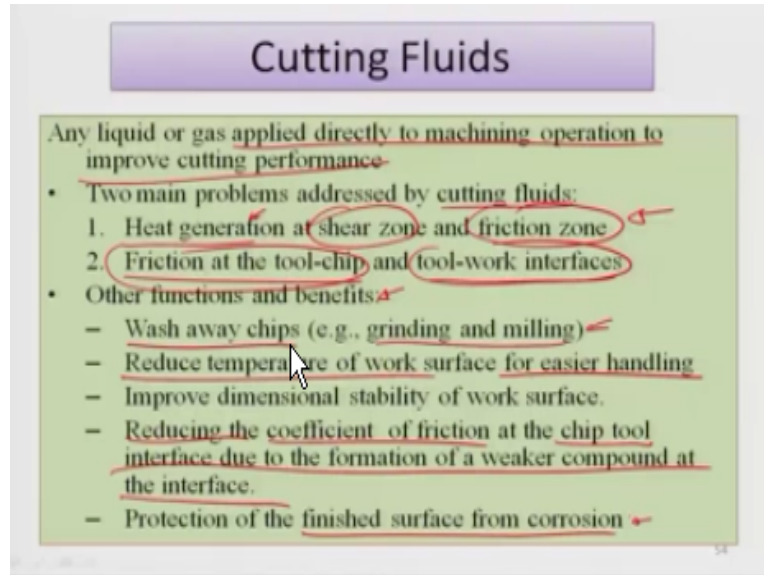 Cutting Fluids
Any liquid or gas applied directly to machining operation to
improve cutting performance
• Two main problems addressed by cutting fluids:
1. Heat generation at shear zone and friction zone
2. Friction at the tool-chip and tool-work interfaces
• Other functions and benefits:
– Wash away chips (e.g., grinding and milling)
– Reduce temperature of work surface for easier handling
– Improve dimensional stability of work surface.
– Reducing the coefficient of friction at the chip tool
interface due to the formation of a weaker compound at
the interface.
– Protection of the finished surface from corrosion
54